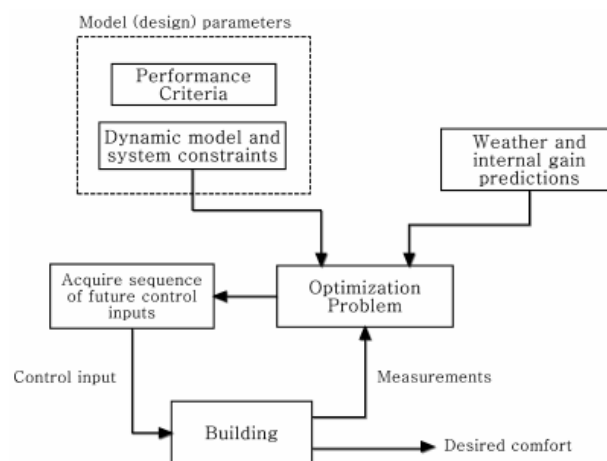 Model (design) parameters
Performance
Criteria
Dynamic model and
system constraints
Weather and
internal gain
predictions
Acquire sequence
of future control
inputs
Optimization
Problem
Control input
Measurements
Building
Desired comfort